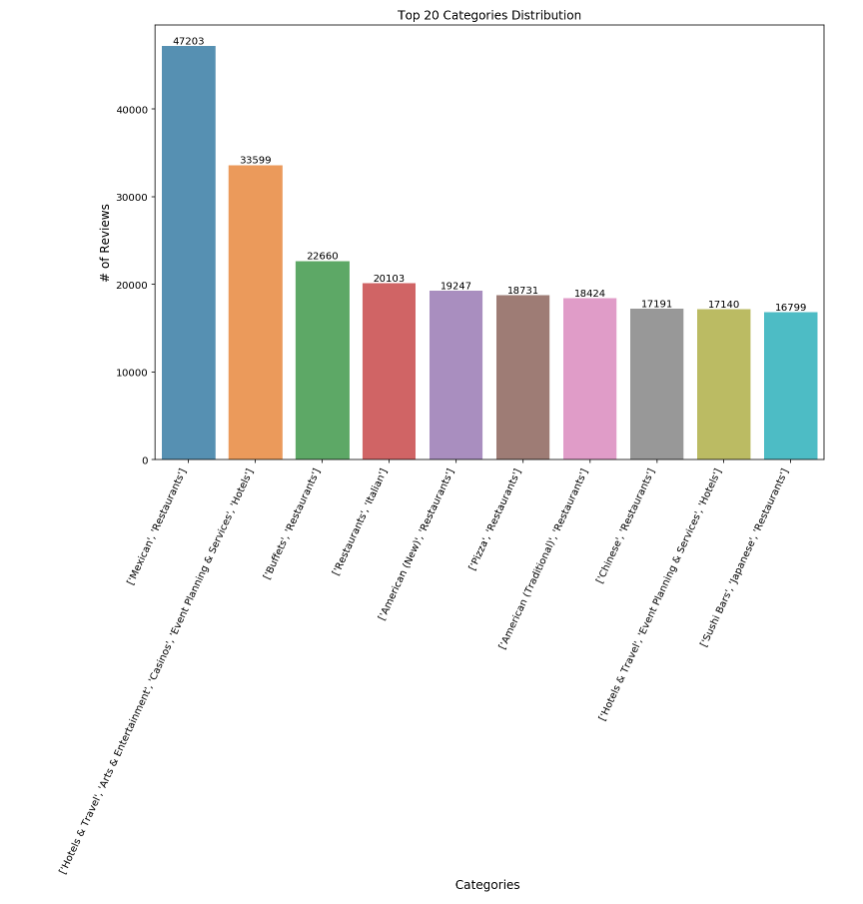 Top 20 Categories Distribution
# of Reviews
40000
30000
20000
10000
0
47203
33599
22660
20103
19247
18731
18424
17191
17140
16799
['Mexican', 'Restaurants']
['Hotels & Travel', 'Arts & Entertainment', 'Casinos', 'Event Planning & Services', 'Hotels']
['Buffets', 'Restaurants']
['Restaurants', 'Italian']
['American (New)', 'Restaurants']
['Pizza', 'Restaurants']
['American (Traditional)', 'Restaurants']
['Chinese', 'Restaurants']
['Hotels & Travel', 'Event Planning & Services', 'Hotels']
['Sushi Bars', 'Japanese', 'Restaurants']
Categories